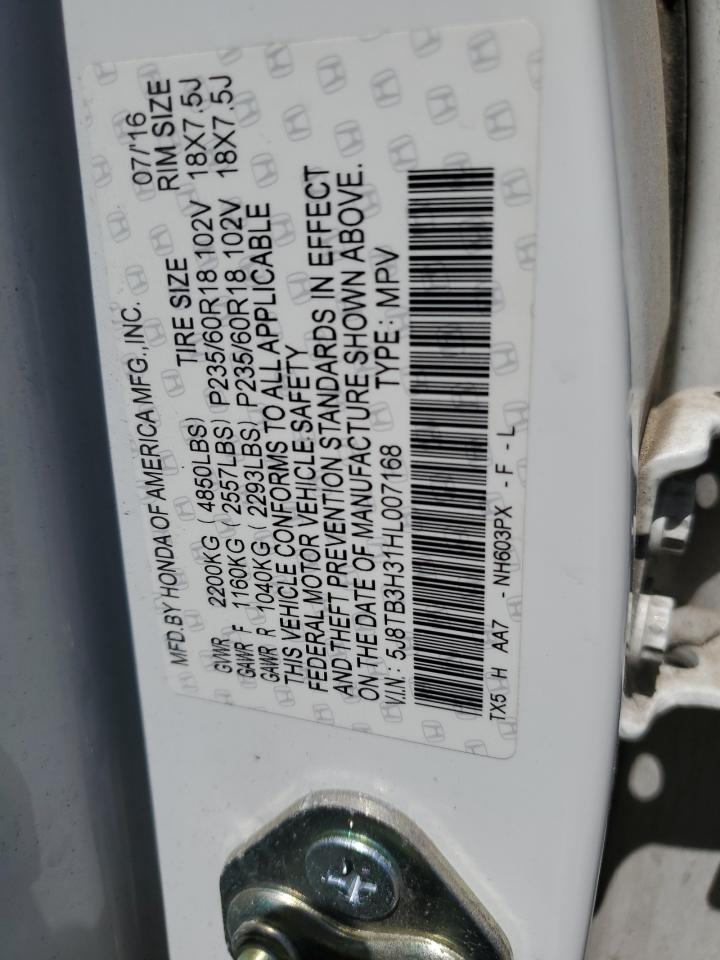 MFD. BY HONDA OF AMERICA MFG., INC. 07/'16
GVWR 2200KG ( 4850LBS) TIRE SIZE RIM SIZE
GAWR F 1160KG ( 2557LBS) P235/60R18 102V 18X7.5J
GAWR R 1040KG ( 2293LBS) P235/60R18 102V 18X7.5J
THIS VEHICLE CONFORMS TO ALL APPLICABLE
FEDERAL MOTOR VEHICLE SAFETY
AND THEFT PREVENTION STANDARDS IN EFFECT
ON THE DATE OF MANUFACTURE SHOWN ABOVE.
V.I.N.: 5J8TB3H31HL007168 TYPE: MPV
TX5 H AA7 - NH603PX - F - L